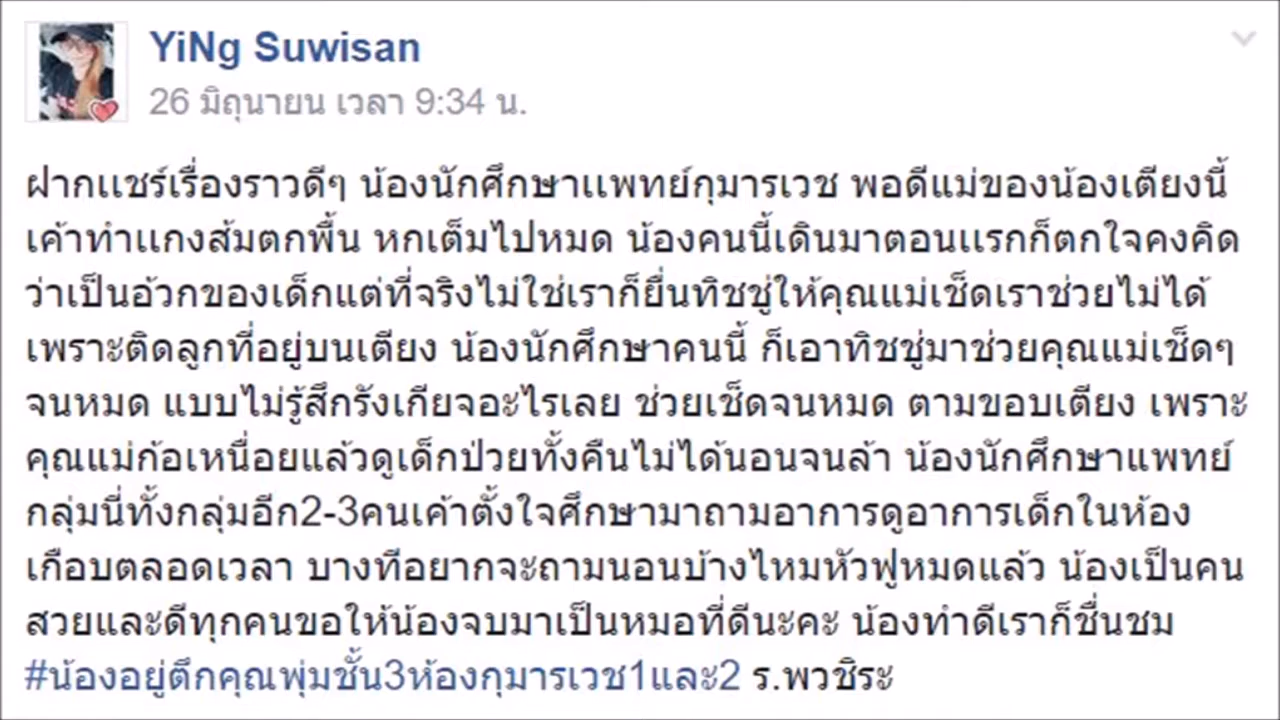 YiNg Suwisan
26 มิถุนายน เวลา 9:34 น.
ฝากแชร์เรื่องราวดีๆ น้องนักศึกษาแพทย์กุมารเวช พอดีแม่ของน้องเตียงนี้
เค้าทำแกงส้มตกพื้น หกเต็มไปหมด น้องคนนี้เดินมาตอนแรกก็ตกใจคงคิด
ว่าเป็นอ้วกของเด็กแต่ที่จริงไม่ใช่เราก็ยื่นทิชชู่ให้คุณแม่เช็ดเราช่วยไม่ได้
เพราะติดลูกที่อยู่บนเตียง น้องนักศึกษาคนนี้ ก็เอาทิชชู่มาช่วยคุณแม่เช็ดๆ
จนหมด แบบไม่รู้สึกรังเกียจอะไรเลย ช่วยเช็ดจนหมด ตามขอบเตียง เพราะ
คุณแม่ก้อเหนื่อยแล้วดูเด็กป่วยทั้งคืนไม่ได้นอนจนล้า น้องนักศึกษาแพทย์
กลุ่มนี่ทั้งกลุ่มอีก2-3คนเค้าตั้งใจศึกษามาถามอาการดูอาการเด็กในห้อง
เกือบตลอดเวลา บางทีอยากจะถามนอนบ้างไหมหัวฟูหมดแล้ว น้องเป็นคน
สวยและดีทุกคนขอให้น้องจบมาเป็นหมอที่ดีนะคะ น้องทำดีเราก็ชื่นชม
#น้องอยู่ตึกคุณพุ่มชั้น3ห้องกุมารเวช1และ2 ร.พวชิระ